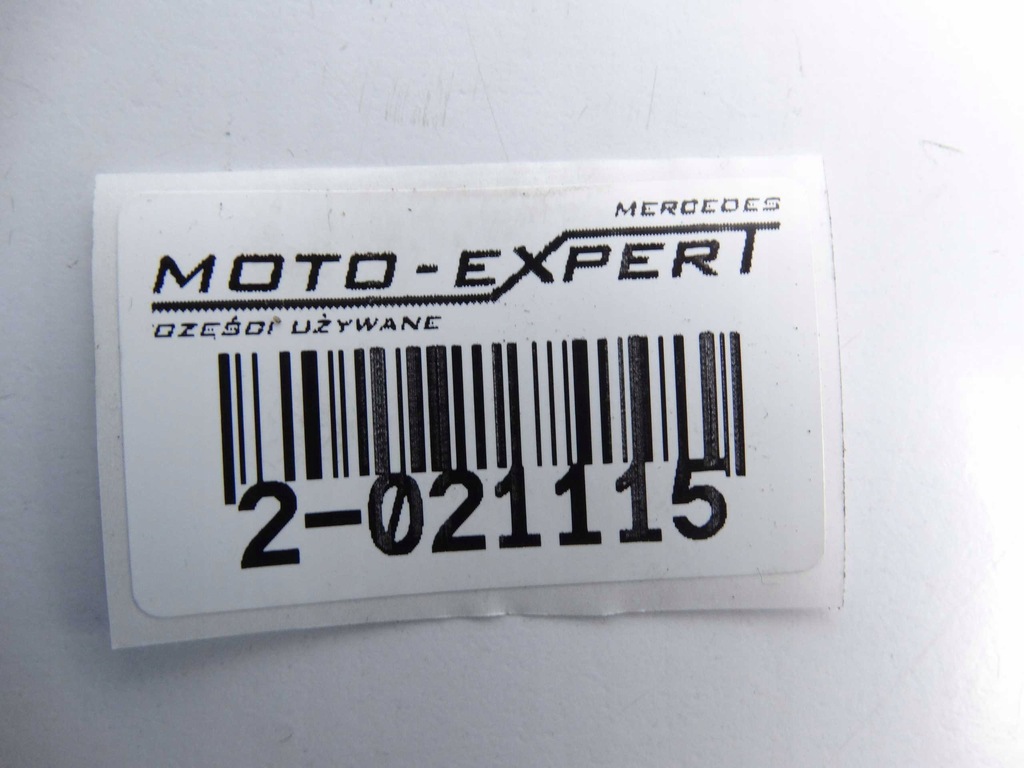 MERCEDES
MOTO-EXPERT
CZĘŚCI UŻYWANE
2-021115